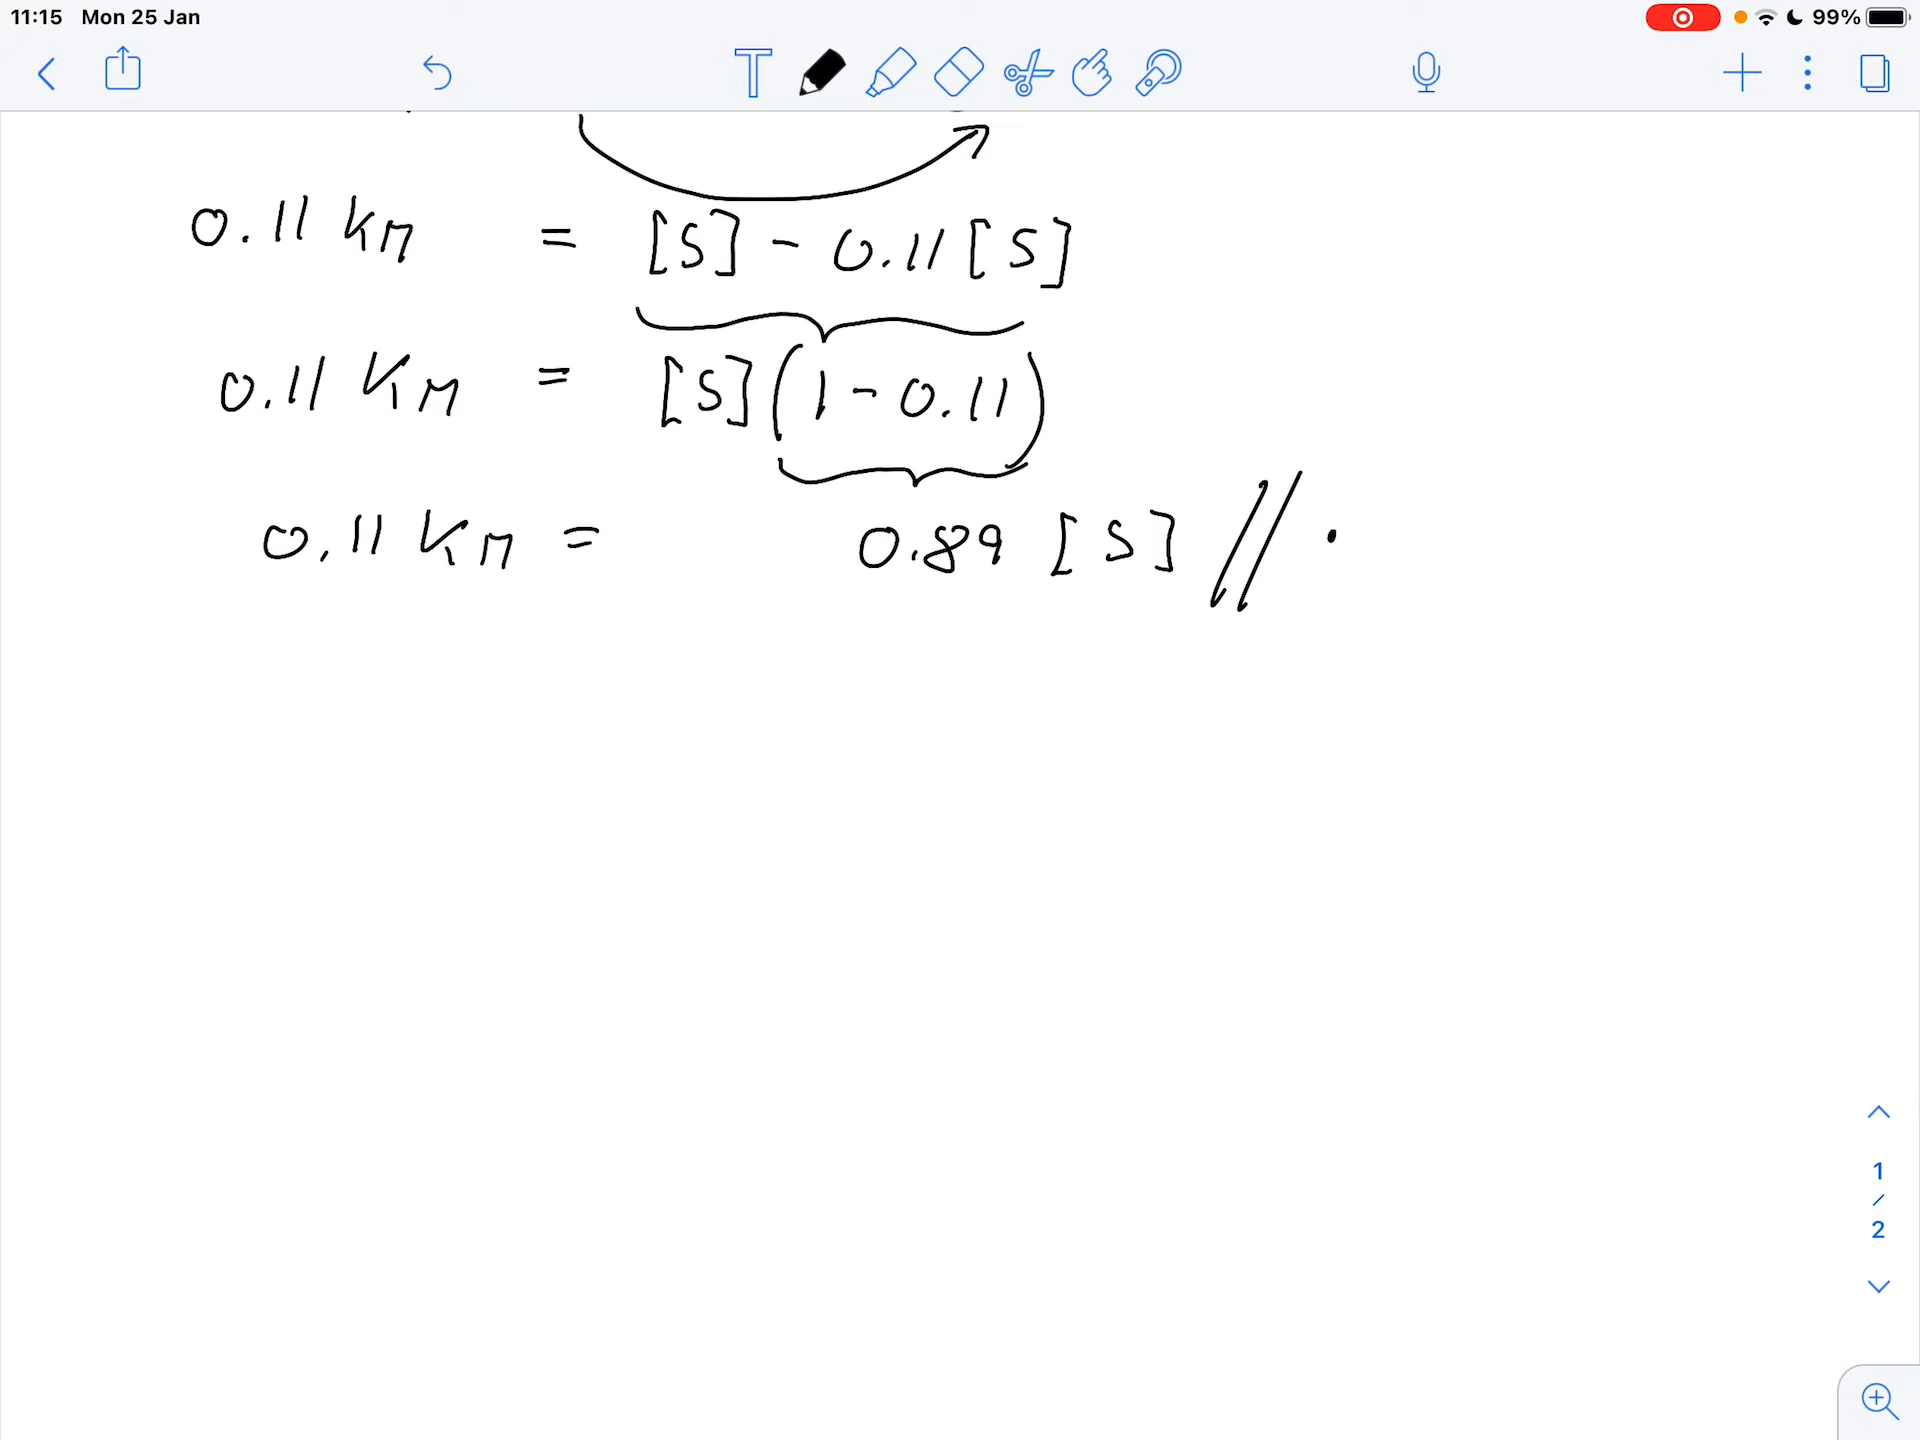 11:15 Mon 25 Jan 99%
T
0.11 KM = [S] - 0.11 [S]
0.11 KM = [S] (1 - 0.11)
0.11 KM = 0.89 [S] // .
1
/
2